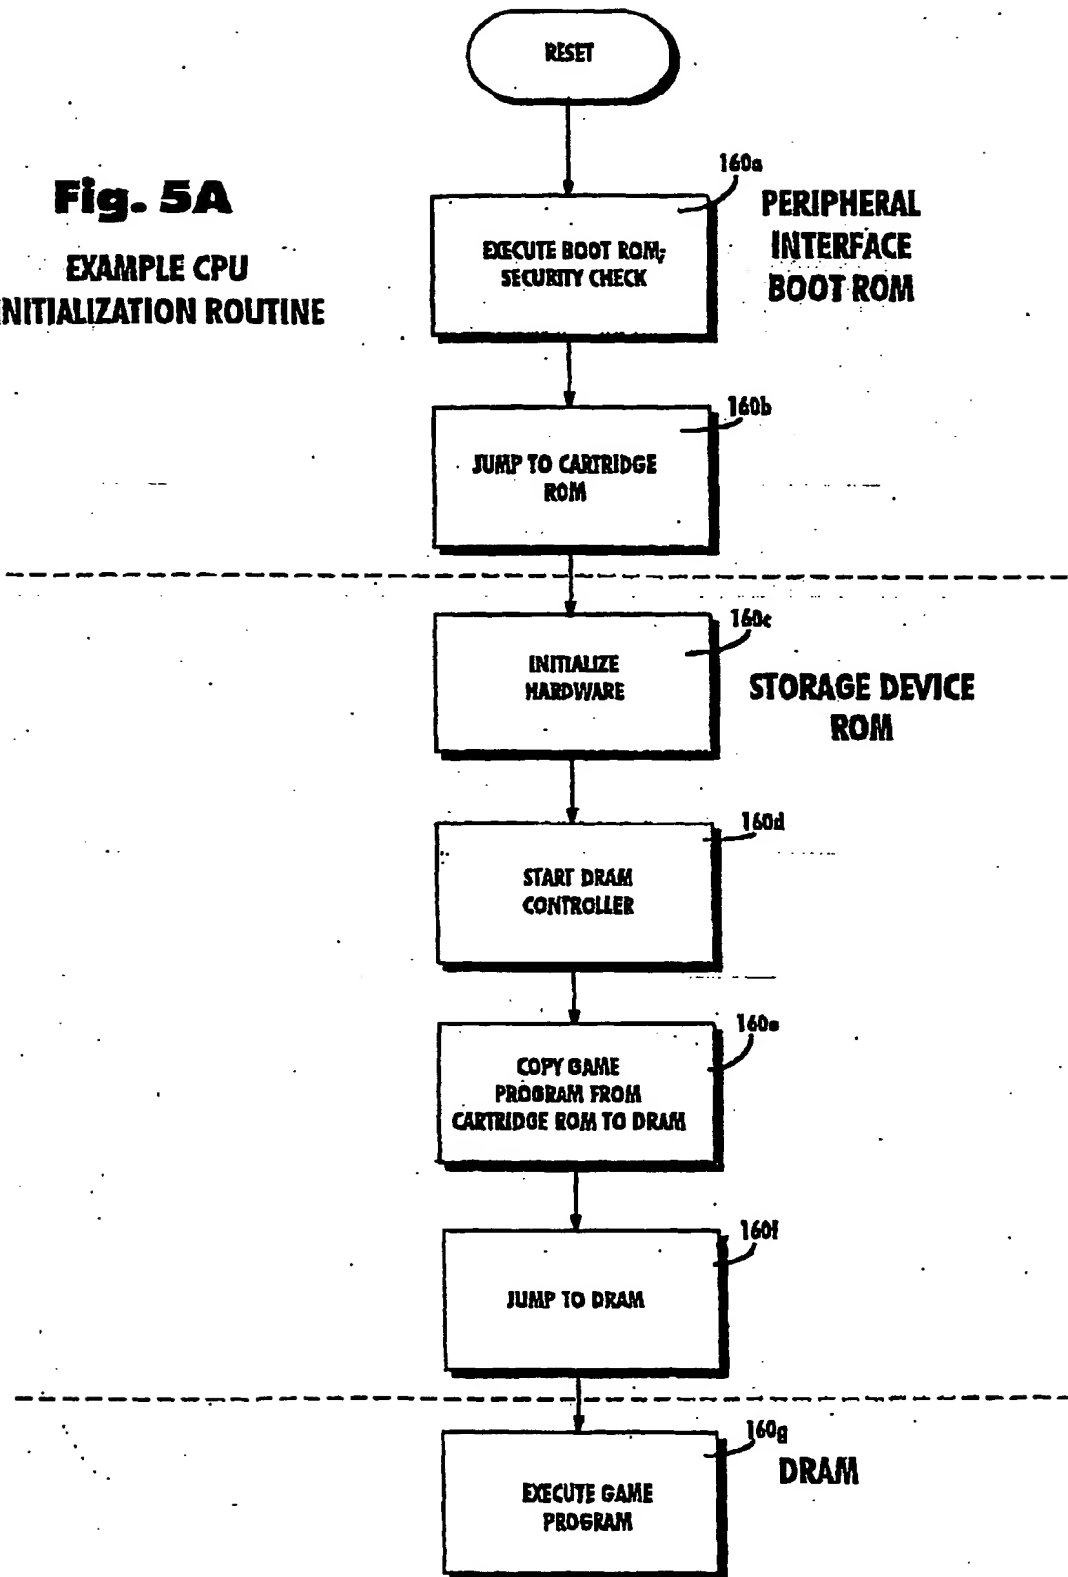 RESET
Fig. 5A
EXAMPLE CPU
INITIALIZATION ROUTINE
160a
PERIPHERAL
INTERFACE
BOOT ROM
EXECUTE BOOT ROM;
SECURITY CHECK
160b
JUMP TO CARTRIDGE
ROM
160c
INITIALIZE
HARDWARE
STORAGE DEVICE
ROM
160d
START DRAM
CONTROLLER
160e
COPY GAME
PROGRAM FROM
CARTRIDGE ROM TO DRAM
160f
JUMP TO DRAM
160g
DRAM
EXECUTE GAME
PROGRAM